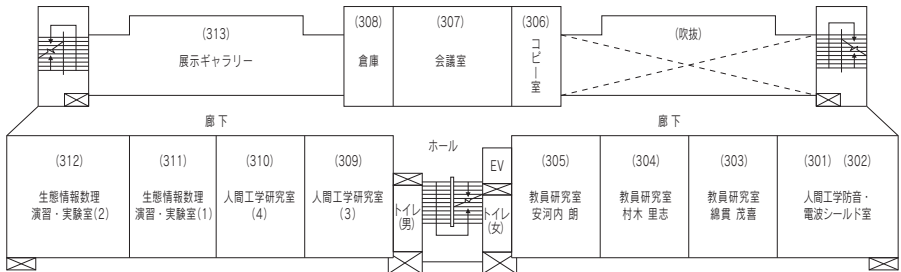 (313)
展示ギャラリー
(308)
倉庫
(307)
会議室
(306)
コピー室
(吹抜)
廊下
ホール
廊下
(312)
生態情報数理
演習・実験室(2)
(311)
生態情報数理
演習・実験室(1)
(310)
人間工学研究室
(4)
(309)
人間工学研究室
(3)
トイレ
(男)
EV
トイレ
(女)
(305)
教員研究室
安河内 朗
(304)
教員研究室
村木 里志
(303)
教員研究室
綿貫 茂喜
(301) (302)
人間工学防音・
電波シールド室